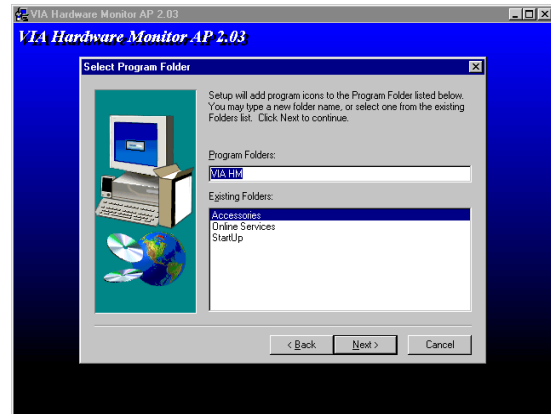 VIA Hardware Monitor AP 2.03
VIA Hardware Monitor AP 2.03
Select Program Folder
Setup will add program icons to the Program Folder listed below.
You may type a new folder name, or select one from the existing
Folders list. Click Next to continue.
Program Folders:
VIA HM
Existing Folders:
Accessories
Online Services
StartUp
< Back
Next >
Cancel